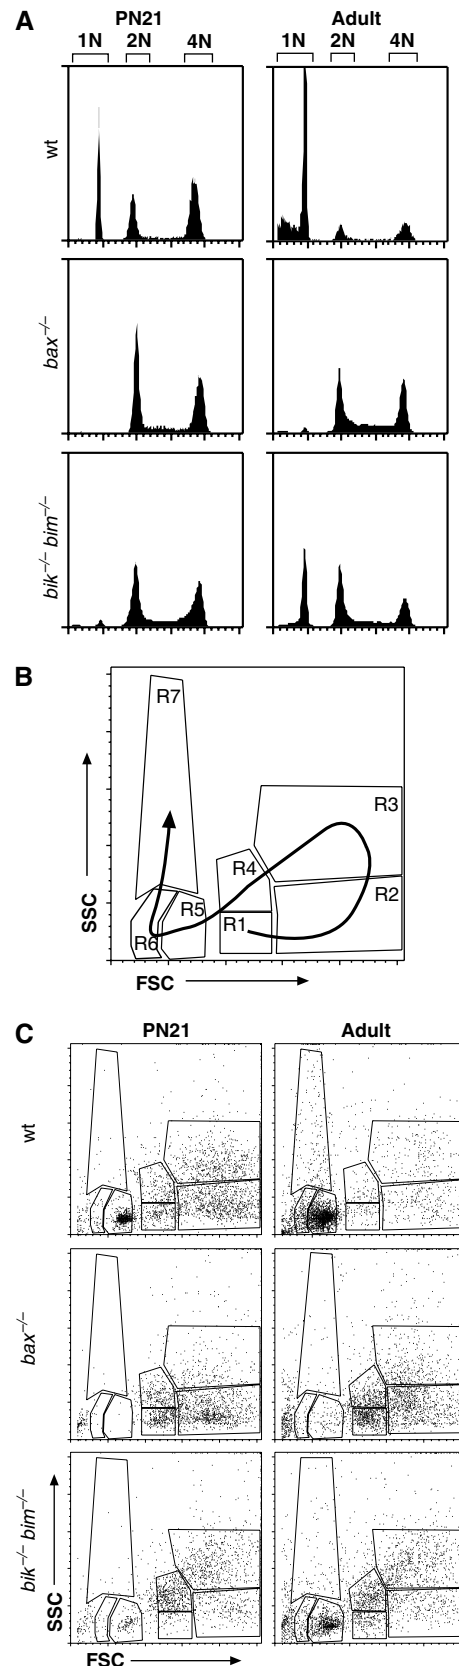 A
PN21 Adult
1N 2N 4N 1N 2N 4N
wt
bax–/–
bik–/– bim–/–
B
R7
R3
R4
R2
R5
R1
R6
SSC
FSC
C
PN21 Adult
wt
bax–/–
bik–/– bim–/–
SSC
FSC